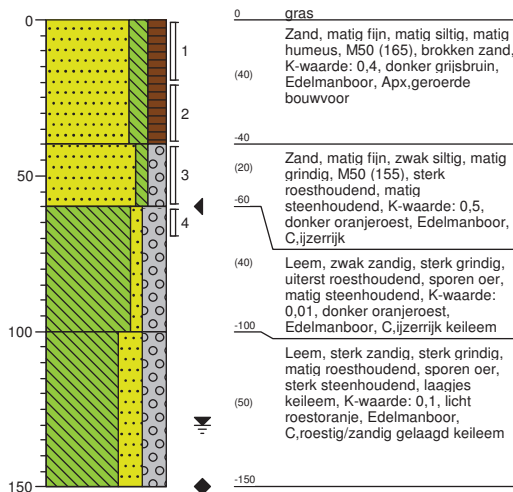 0
50
100
150
1
2
3
4
0 gras
Zand, matig fijn, matig siltig, matig
humeus, M50 (165), brokken zand,
(40) K-waarde: 0,4, donker grijsbruin,
Edelmanboor, Apx,geroerde
bouwvoor
-40
Zand, matig fijn, zwak siltig, matig
(20) grindig, M50 (155), sterk
roesthoudend, matig
-60 steenhoudend, K-waarde: 0,5,
donker oranjeroest, Edelmanboor,
C,ijzerrijk
(40) Leem, zwak zandig, sterk grindig,
uiterst roesthoudend, sporen oer,
matig steenhoudend, K-waarde:
0,01, donker oranjeroest,
-100 Edelmanboor, C,ijzerrijk keileem
Leem, sterk zandig, sterk grindig,
matig roesthoudend, sporen oer,
sterk steenhoudend, laagjes
(50) keileem, K-waarde: 0,1, licht
roestoranje, Edelmanboor,
C,roestig/zandig gelaagd keileem
-150